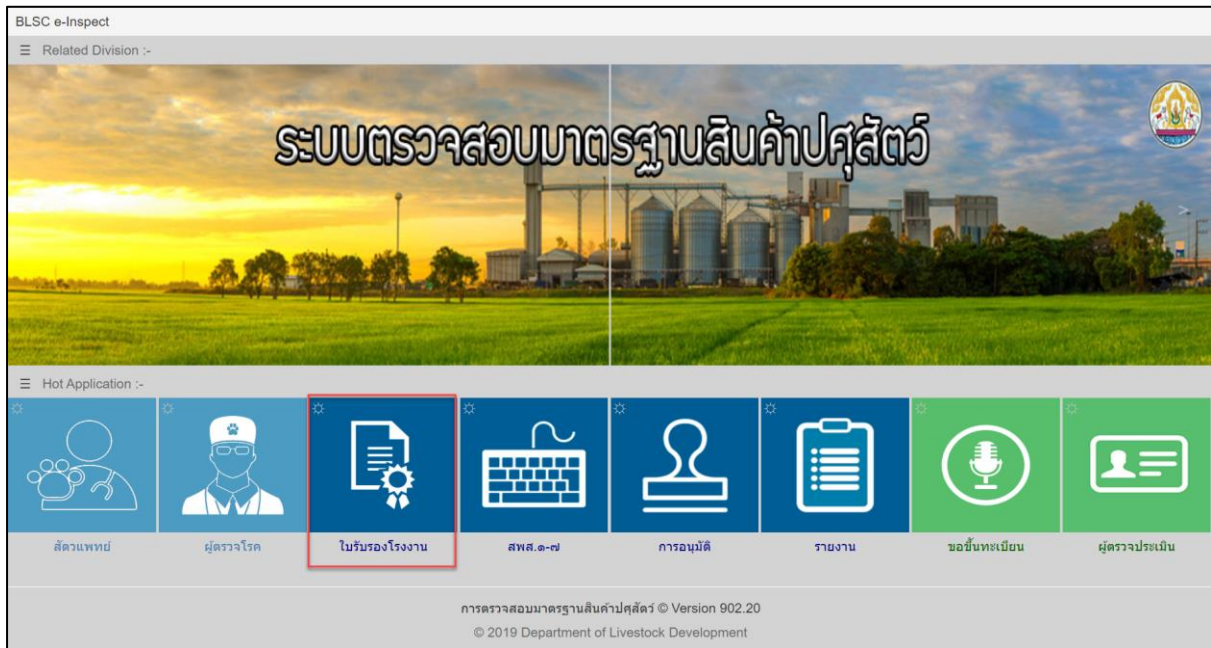 BLSC e-Inspect
☰ Related Division :-
ระบบตรวจสอบมาตรฐานสินค้าปศุสัตว์
>
☰ Hot Application :-
สัตวแพทย์ ผู้ตรวจโรค ใบรับรองโรงงาน สพส.๑-๗ การอนุมัติ รายงาน ขอขึ้นทะเบียน ผู้ตรวจประเมิน
การตรวจสอบมาตรฐานสินค้าปศุสัตว์ © Version 902.20
© 2019 Department of Livestock Development